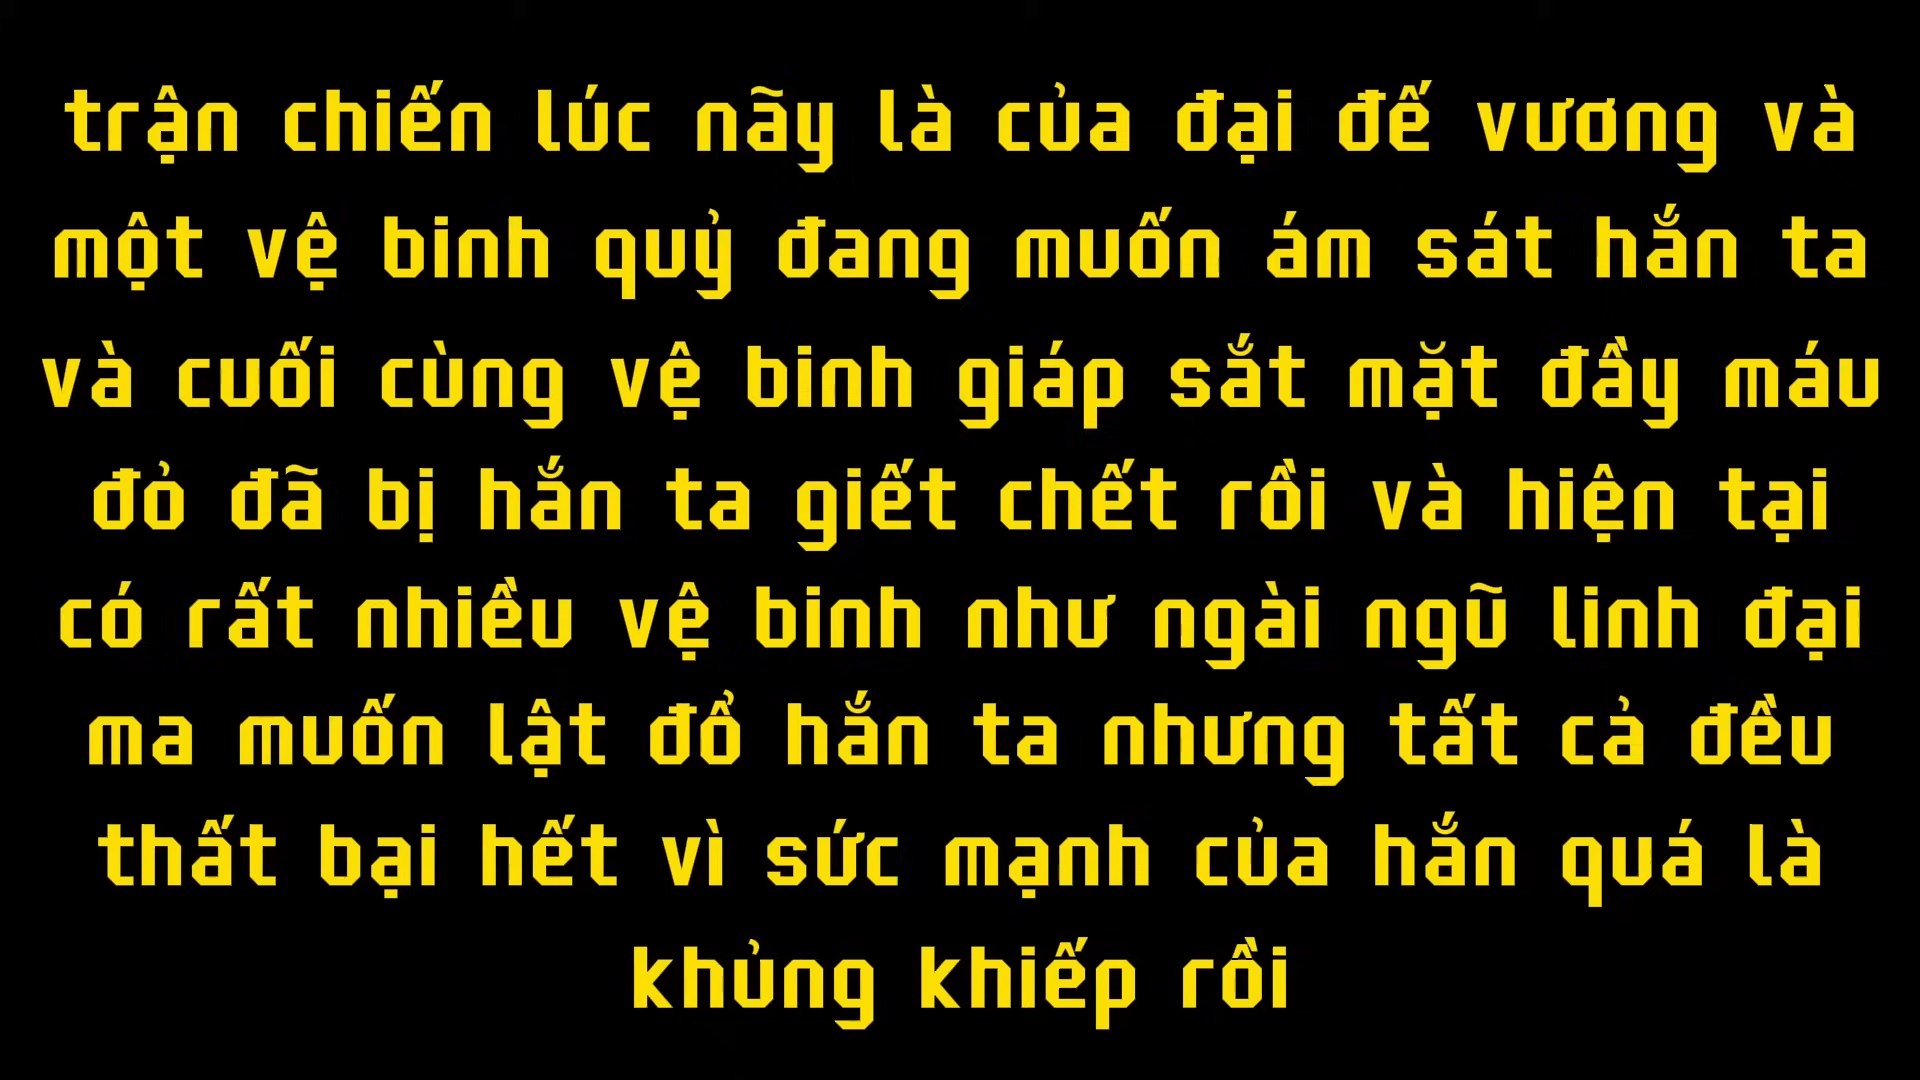 trận chiến lúc nãy là của đại đế vương và
một vệ binh quỷ đang muốn ám sát hắn ta
và cuối cùng vệ binh giáp sắt mặt đầy máu
đỏ đã bị hắn ta giết chết rồi và hiện tại
có rất nhiều vệ binh như ngài ngũ linh đại
ma muốn lật đổ hắn ta nhưng tất cả đều
thất bại hết vì sức mạnh của hắn quá là
khủng khiếp rồi